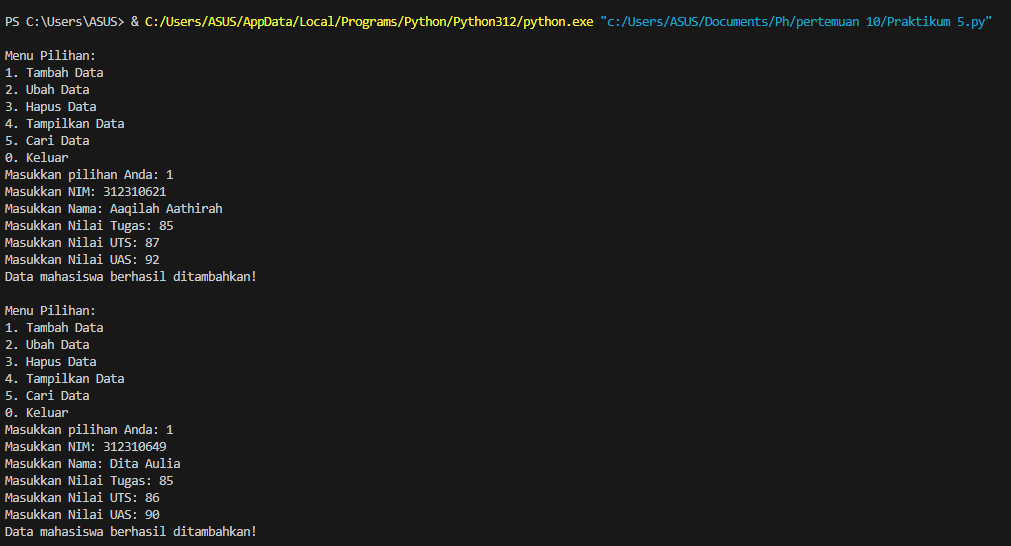 PS C:\Users\ASUS> & C:/Users/ASUS/AppData/Local/Programs/Python/Python312/python.exe "c:/Users/ASUS/Documents/Ph/pertemuan 10/Praktikum 5.py"
Menu Pilihan:
1. Tambah Data
2. Ubah Data
3. Hapus Data
4. Tampilkan Data
5. Cari Data
0. Keluar
Masukkan pilihan Anda: 1
Masukkan NIM: 312310621
Masukkan Nama: Aaqilah Aathirah
Masukkan Nilai Tugas: 85
Masukkan Nilai UTS: 87
Masukkan Nilai UAS: 92
Data mahasiswa berhasil ditambahkan!
Menu Pilihan:
1. Tambah Data
2. Ubah Data
3. Hapus Data
4. Tampilkan Data
5. Cari Data
0. Keluar
Masukkan pilihan Anda: 1
Masukkan NIM: 312310649
Masukkan Nama: Dita Aulia
Masukkan Nilai Tugas: 85
Masukkan Nilai UTS: 86
Masukkan Nilai UAS: 90
Data mahasiswa berhasil ditambahkan!